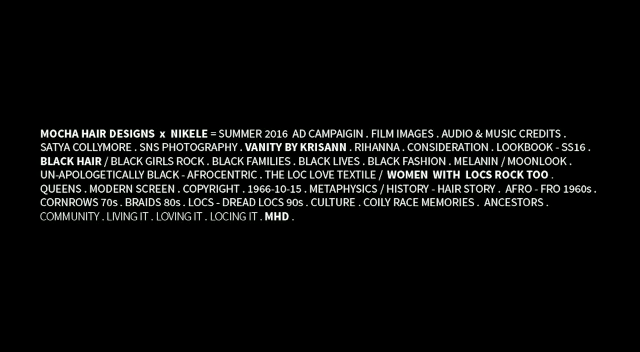 MOCHA HAIR DESIGNS x NIKELE = SUMMER 2016 AD CAMPAIGIN . FILM IMAGES . AUDIO & MUSIC CREDITS .
SATYA COLLYMORE . SNS PHOTOGRAPHY . VANITY BY KRISANN . RIHANNA . CONSIDERATION . LOOKBOOK - SS16 .
BLACK HAIR / BLACK GIRLS ROCK . BLACK FAMILIES . BLACK LIVES . BLACK FASHION . MELANIN / MOONLOOK .
UN-APOLOGETICALLY BLACK - AFROCENTRIC . THE LOC LOVE TEXTILE / WOMEN WITH LOCS ROCK TOO .
QUEENS . MODERN SCREEN . COPYRIGHT . 1966-10-15 . METAPHYSICS / HISTORY - HAIR STORY . AFRO - FRO 1960s .
CORNROWS 70s . BRAIDS 80s . LOCS - DREAD LOCS 90s . CULTURE . COILY RACE MEMORIES . ANCESTORS .
COMMUNITY . LIVING IT . LOVING IT . LOCING IT . MHD .